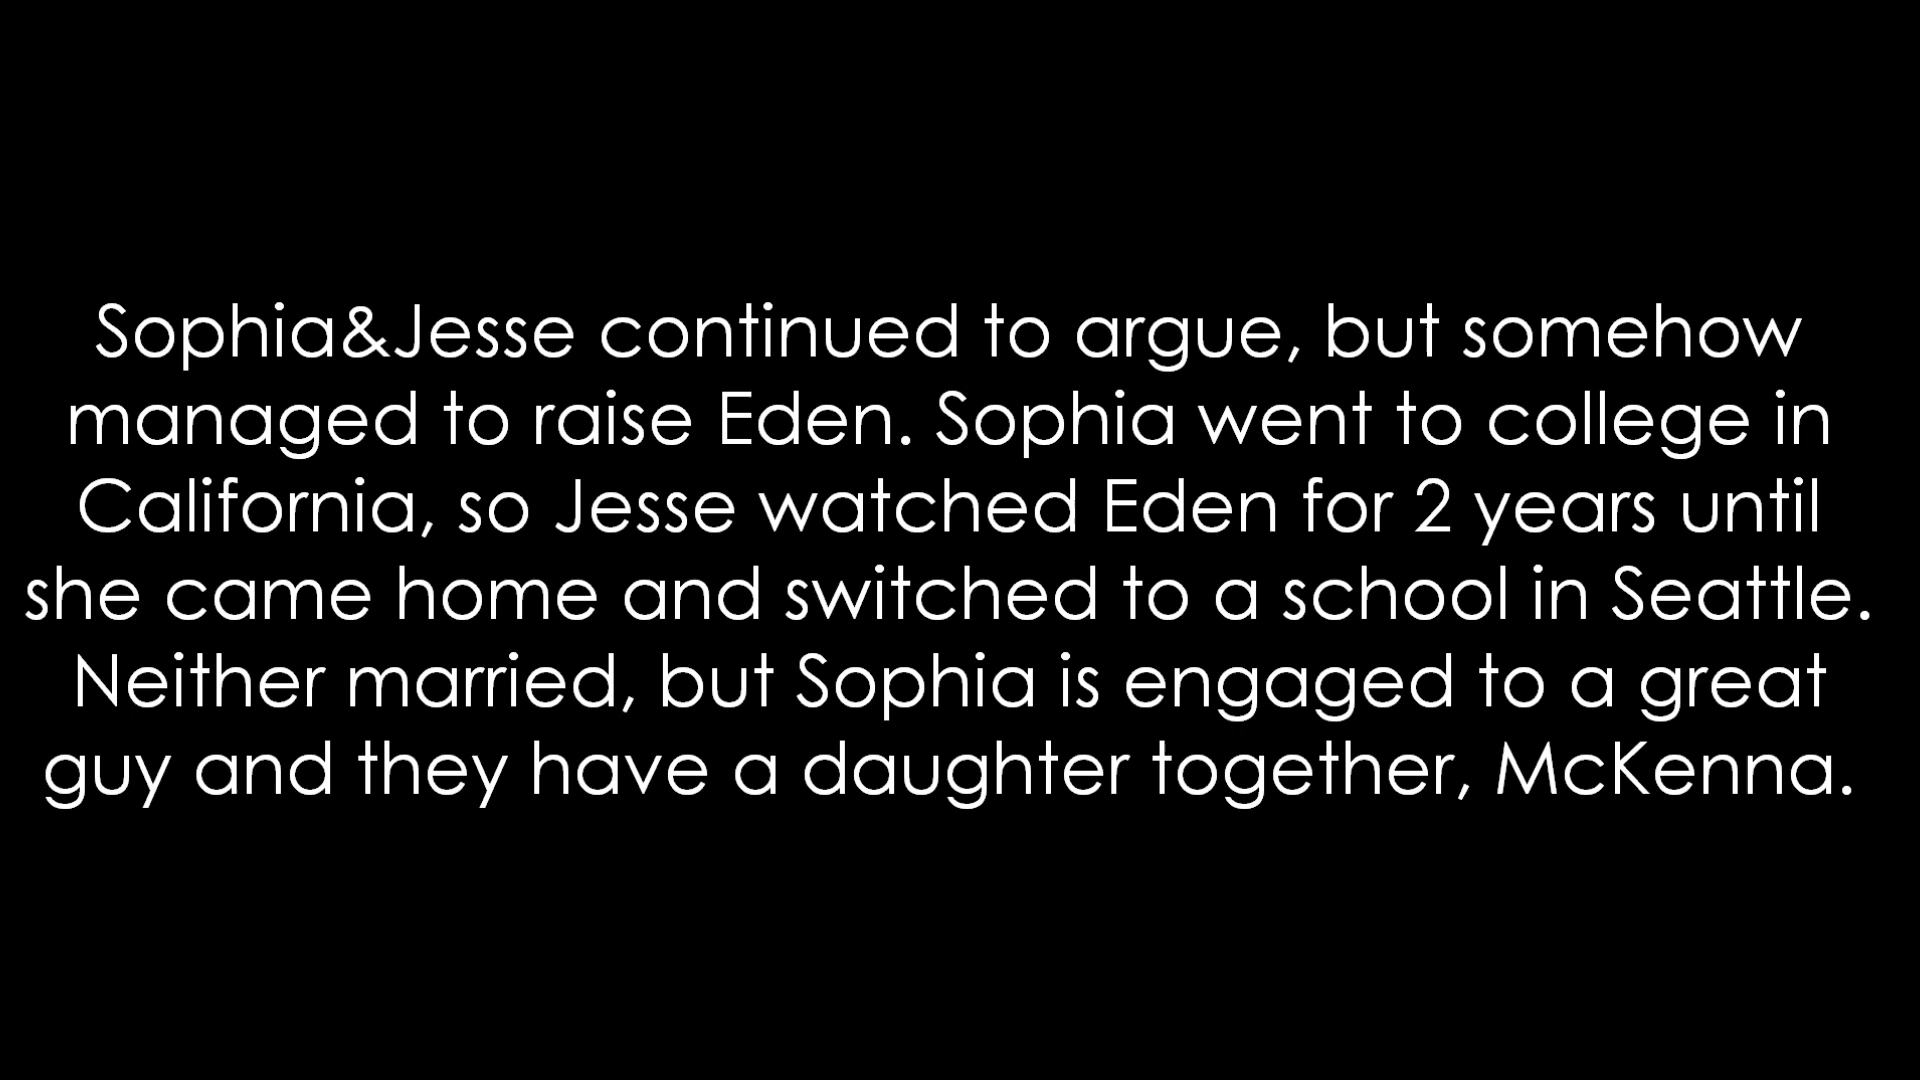 Sophia&Jesse continued to argue, but somehow
managed to raise Eden. Sophia went to college in
California, so Jesse watched Eden for 2 years until
she came home and switched to a school in Seattle.
Neither married, but Sophia is engaged to a great
guy and they have a daughter together, McKenna.